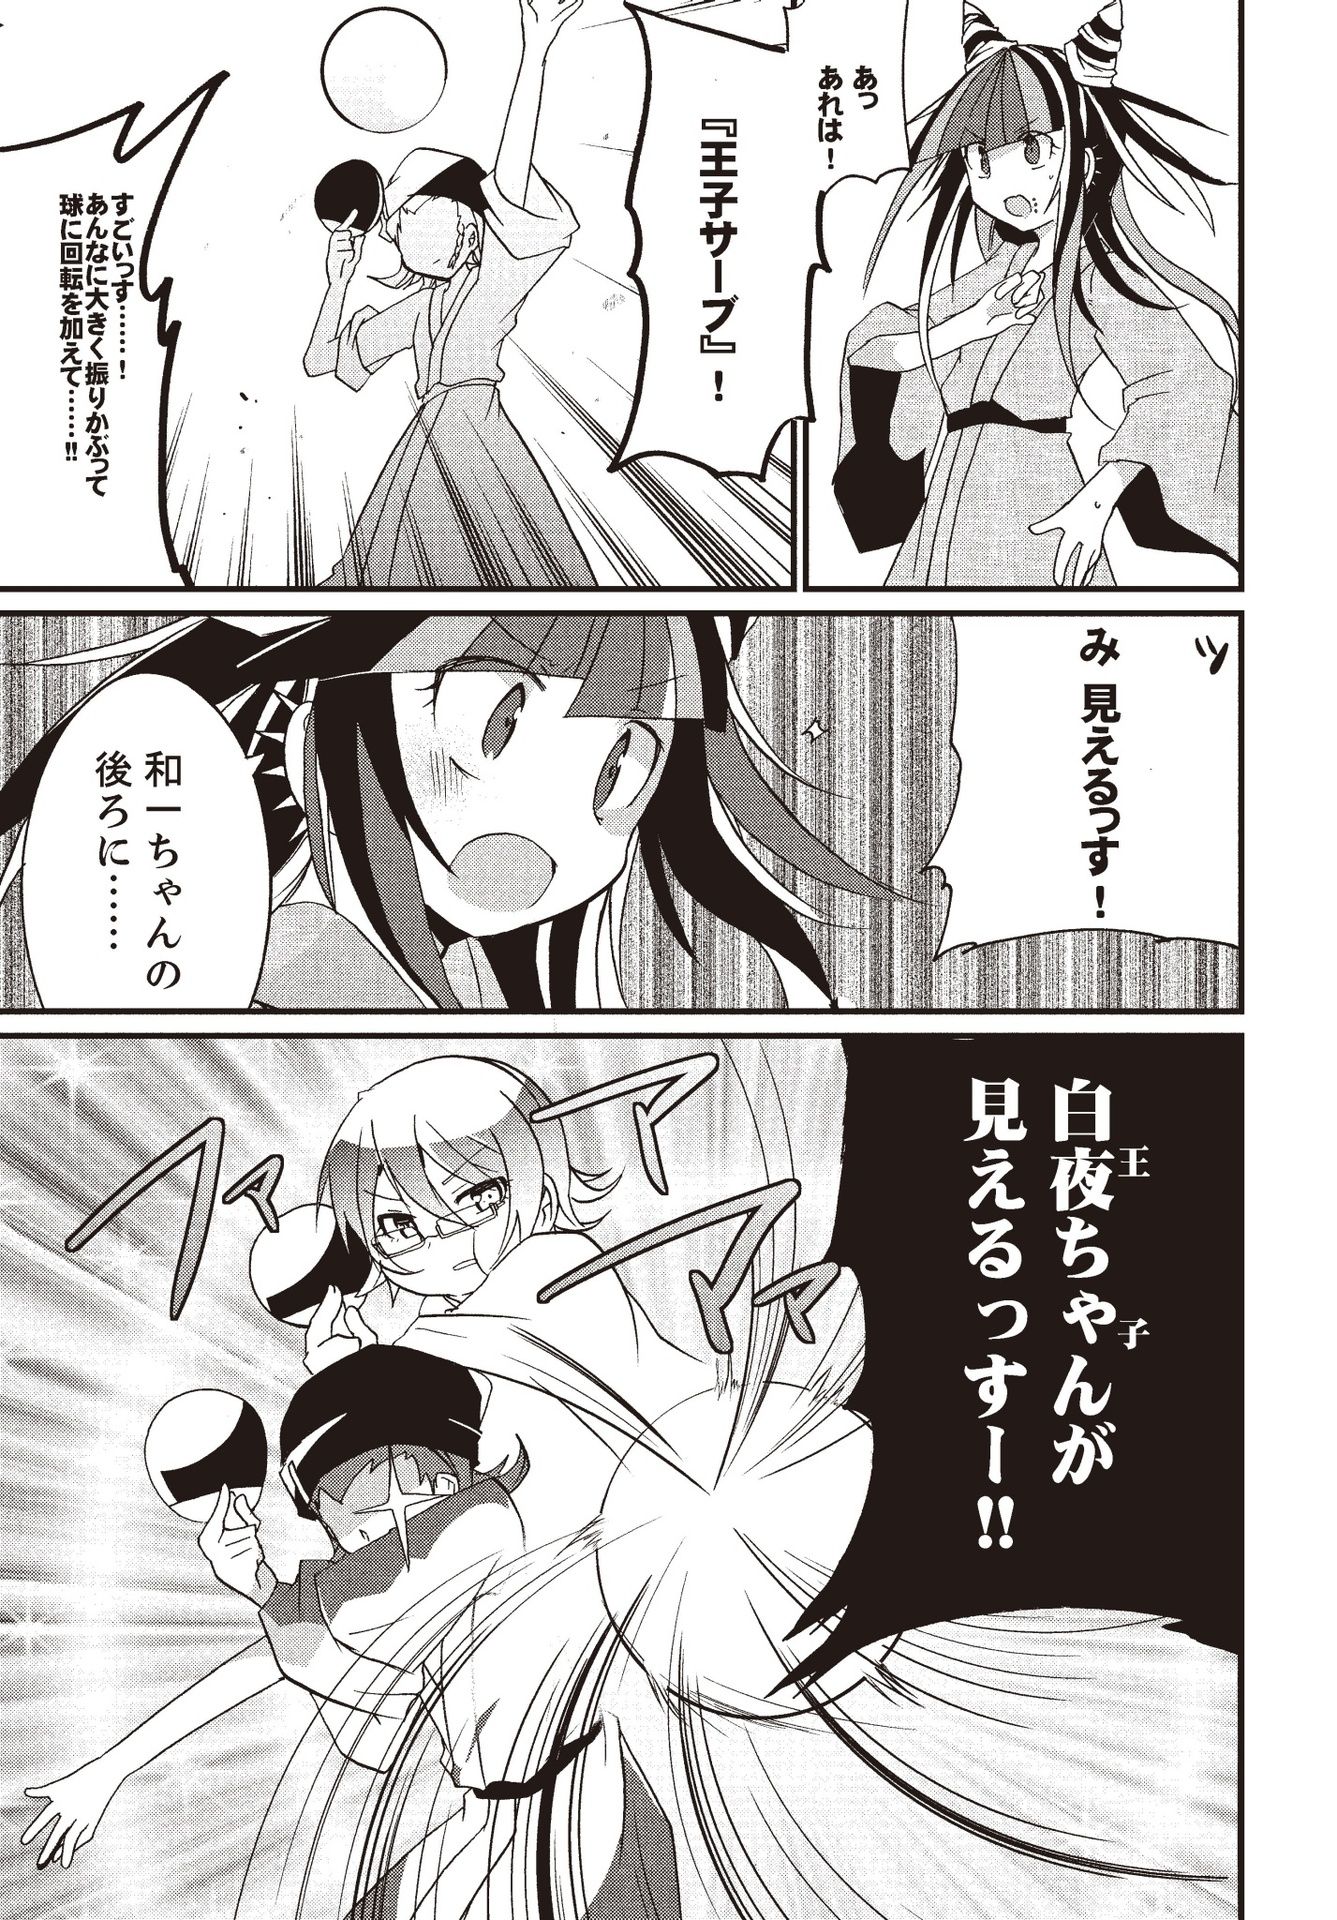 あっ
あれは！
『王子サーブ』！
すごいっす……！
あんなに大きく振りかぶって
球に回転を加えて……!!
ッ
み 見えるっす！
和一ちゃんの
後ろに……
白夜ちゃんが
王子
見えるっすー!!
ファ
ファァ